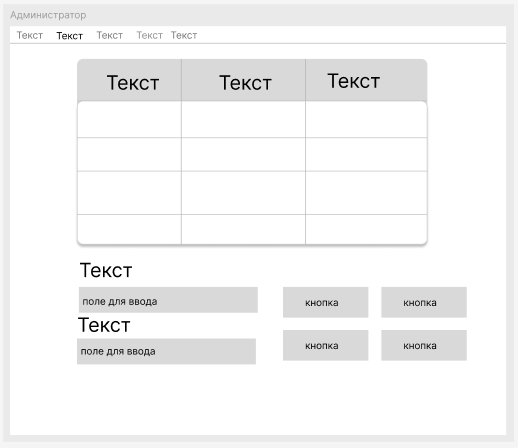 Администратор
Текст Текст Текст Текст Текст
Текст Текст Текст
Текст
поле для ввода кнопка кнопка
Текст
поле для ввода кнопка кнопка